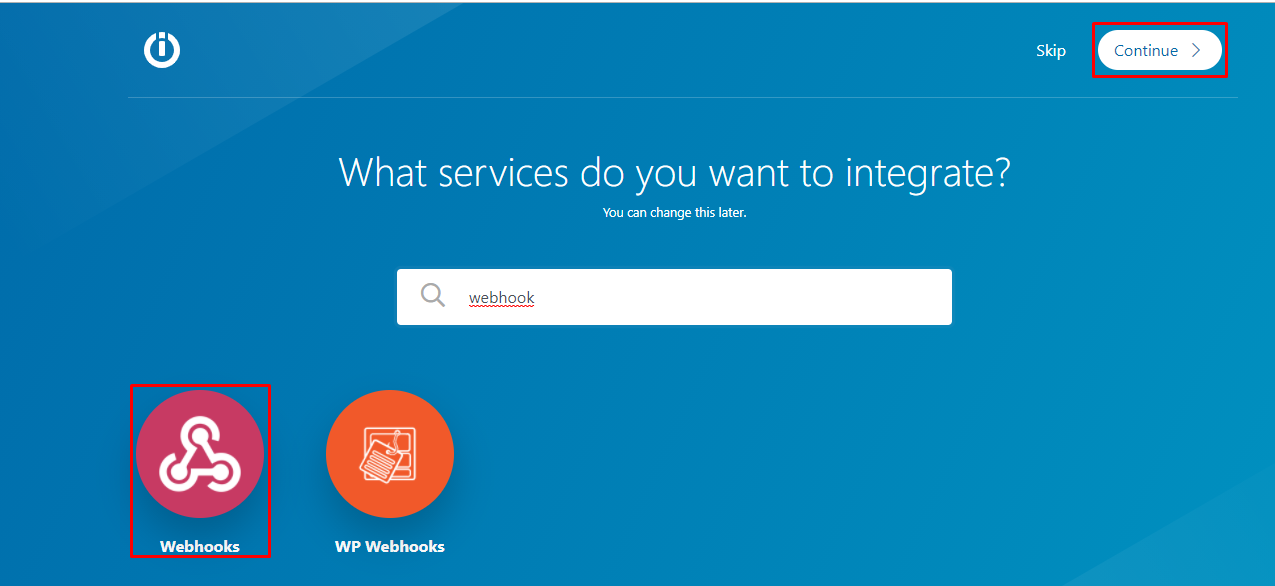 Skip
Continue
What services do you want to integrate?
You can change this later.
webhook
Webhooks
WP Webhooks